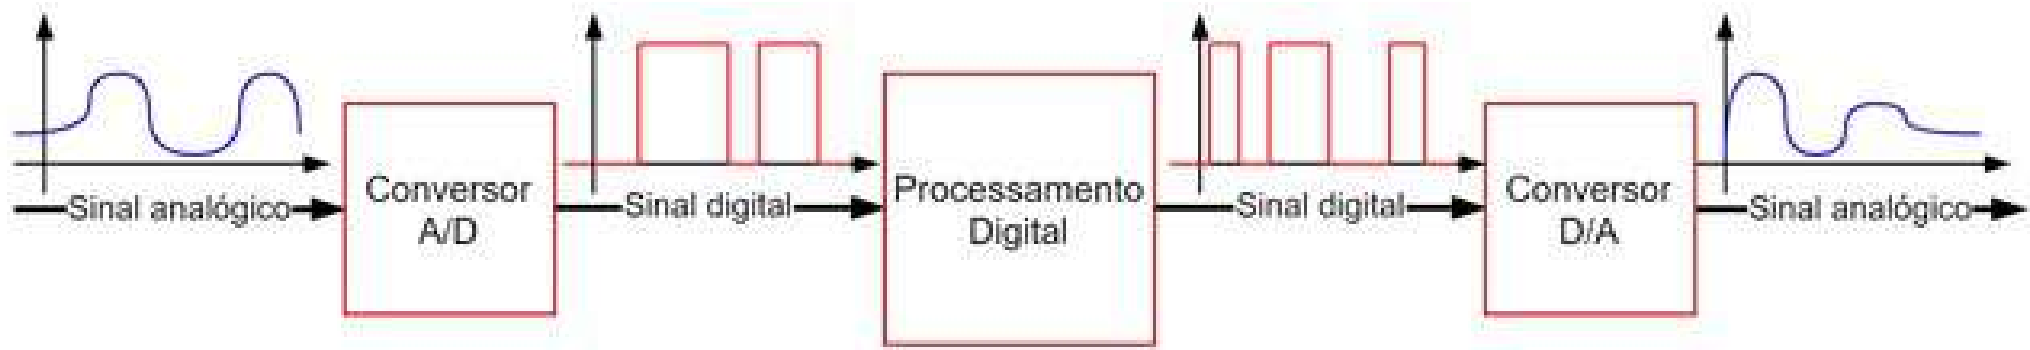 Sinal analógico
Conversor
A/D
Sinal digital
Processamento
Digital
Sinal digital
Conversor
D/A
Sinal analógico